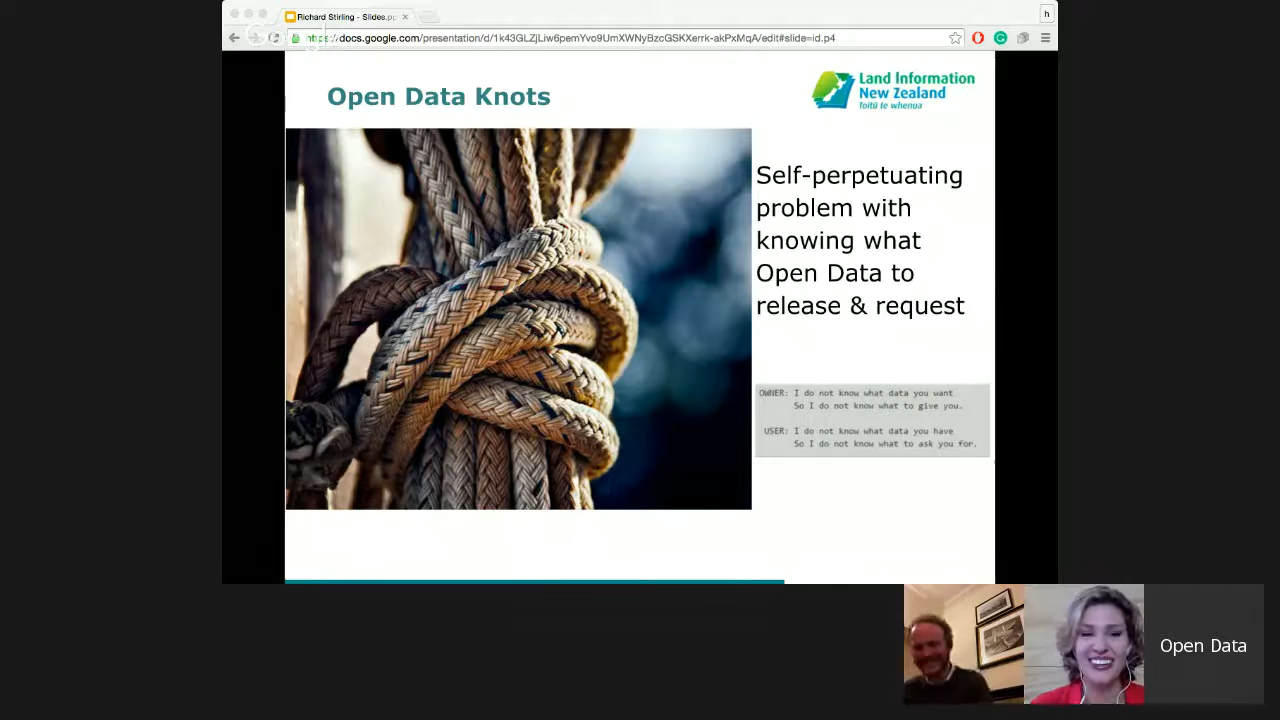 Richard Stirling - Slides.pp
h
https://docs.google.com/presentation/d/1k43GLZjLiw6pemYvo9UmXWNyBzcGSKXerrk-akPxMqA/edit#slide=id.p4
Open Data Knots
Land Information
New Zealand
Toitū te whenua
Self-perpetuating
problem with
knowing what
Open Data to
release & request
OWNER: I do not know what data you want
So I do not know what to give you.
USER: I do not know what data you have
So I do not know what to ask you for.
Open Data